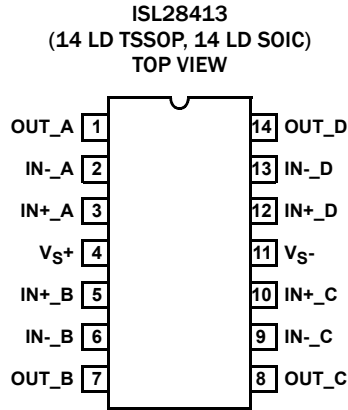 ISL28413
(14 LD TSSOP, 14 LD SOIC)
TOP VIEW
OUT_A 1 14 OUT_D
IN-_A 2 13 IN-_D
IN+_A 3 12 IN+_D
VS+ 4 11 VS-
IN+_B 5 10 IN+_C
IN-_B 6 9 IN-_C
OUT_B 7 8 OUT_C